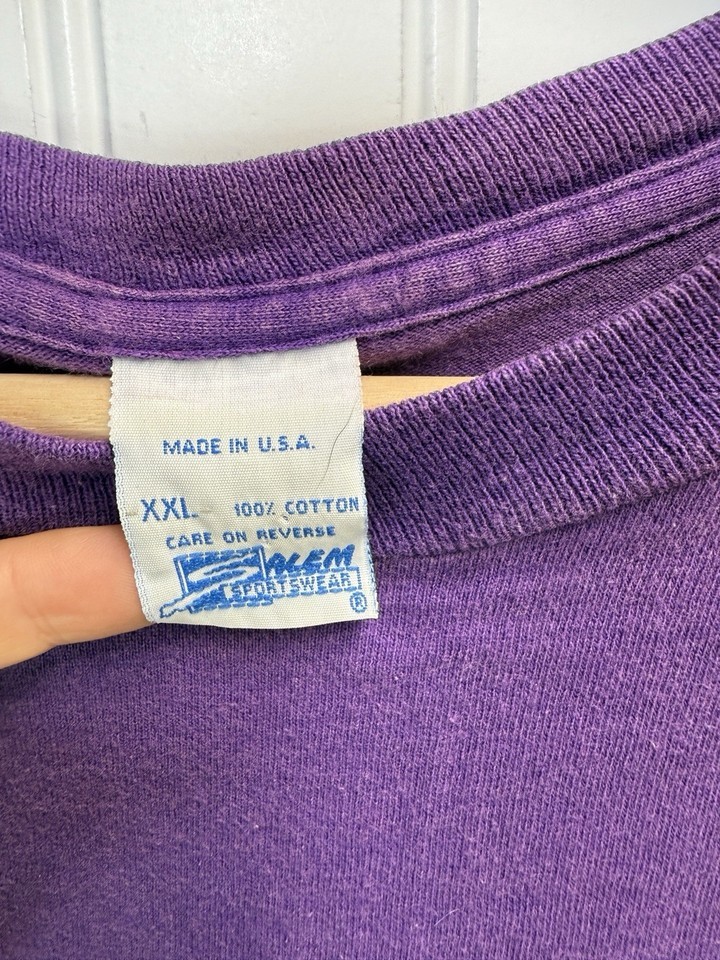 MADE IN U.S.A.
XXL 100% COTTON
CARE ON REVERSE
SALEM
SPORTSWEAR
®